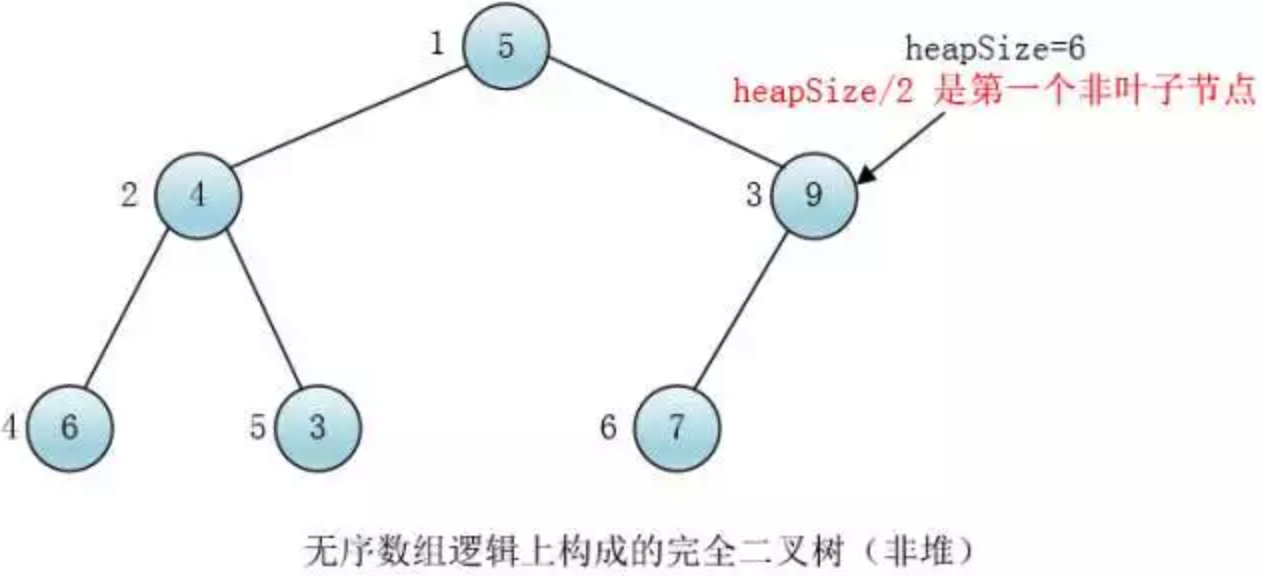 1 5
heapSize=6
heapSize/2 是第一个非叶子节点
2 4 3 9
4 6 5 3 6 7
无序数组逻辑上构成的完全二叉树（非堆）